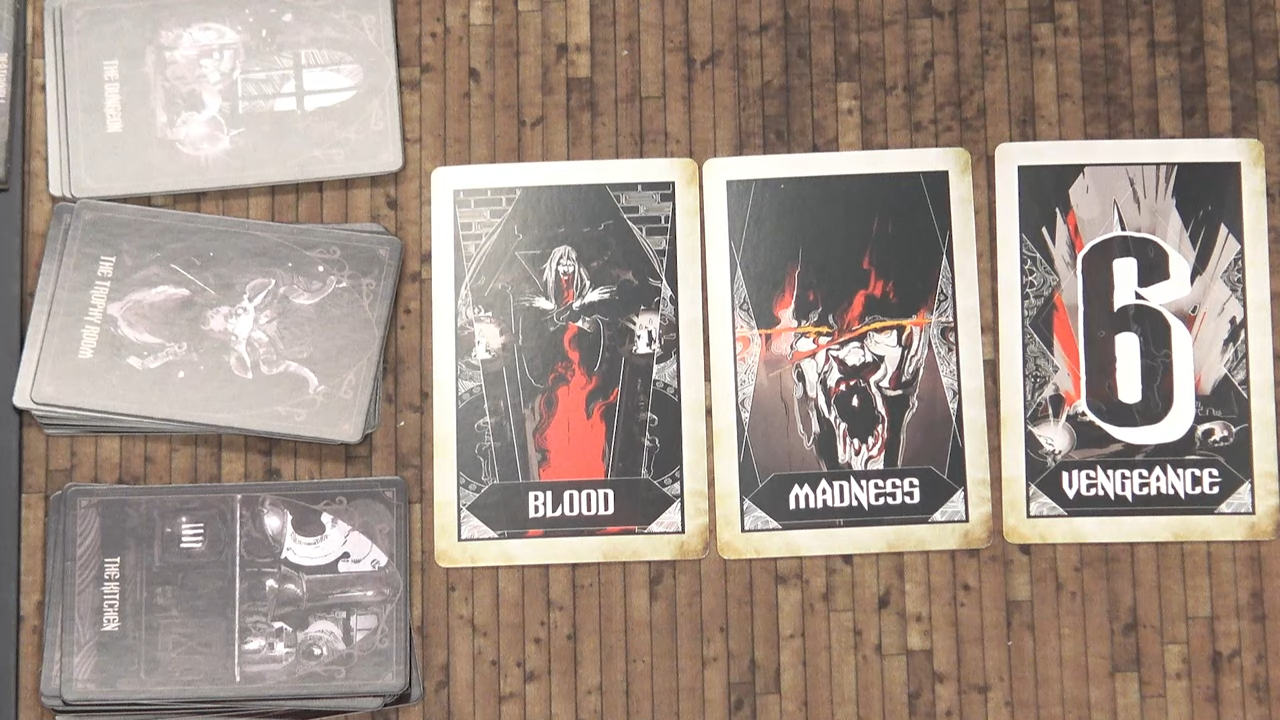 THE DUNGEON
THE TROPHY ROOM
THE KITCHEN
BLOOD
MADNESS
6
VENGEANCE